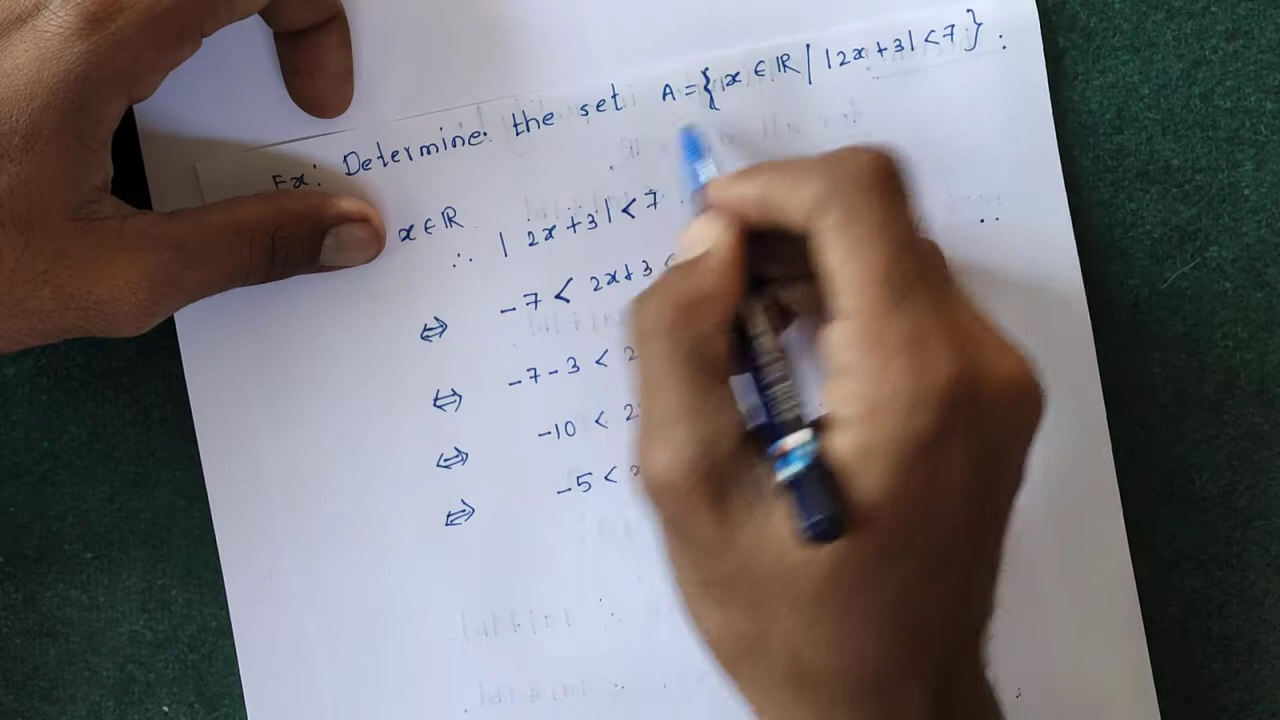 Ex: Determine the set A = {x ∈ ℝ | |2x+3| < 7} :
x ∈ ℝ
∴ |2x+3| < 7
⇔ -7 < 2x+3 <
⇔ -7-3 < 2
⇔ -10 < 2
⇔ -5 < x